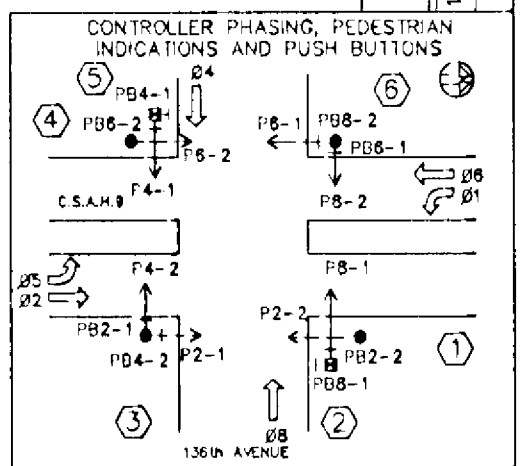 CONTROLLER PHASING, PEDESTRIAN
INDICATIONS AND PUSH BUTTONS
5
Ø4
6
PB4-1
4
PB6-2
P6-1
PB8-2
P6-2
PB6-1
P4-1
P8-2
Ø6
Ø1
C.S.A.H. 9
P4-2
P8-1
Ø5
Ø2
PB2-1
P2-2
PB4-2
P2-1
PB2-2
1
PB8-1
3
Ø8
2
136th AVENUE